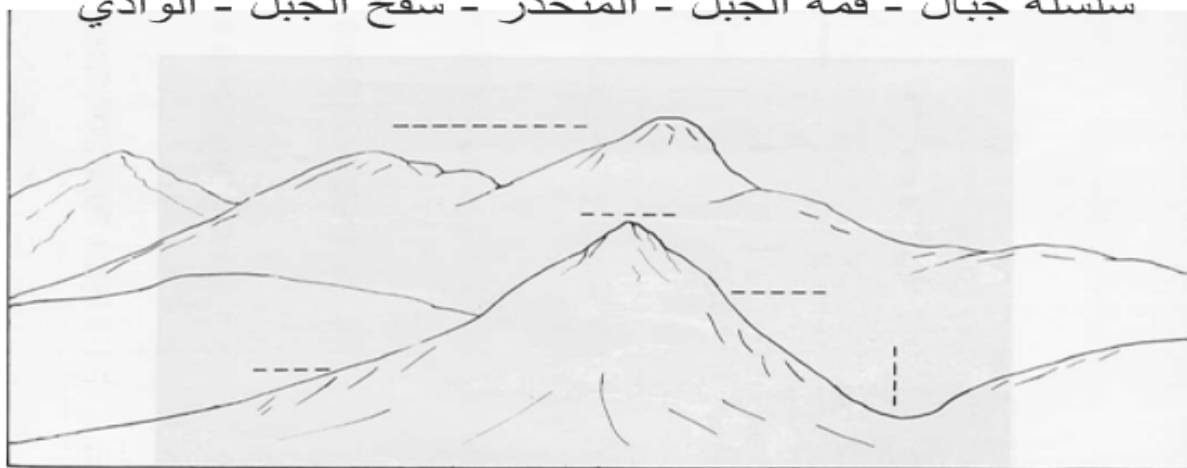 سلسلة جبال - قمة الجبل - المنحدر - سفح الجبل - الوادي